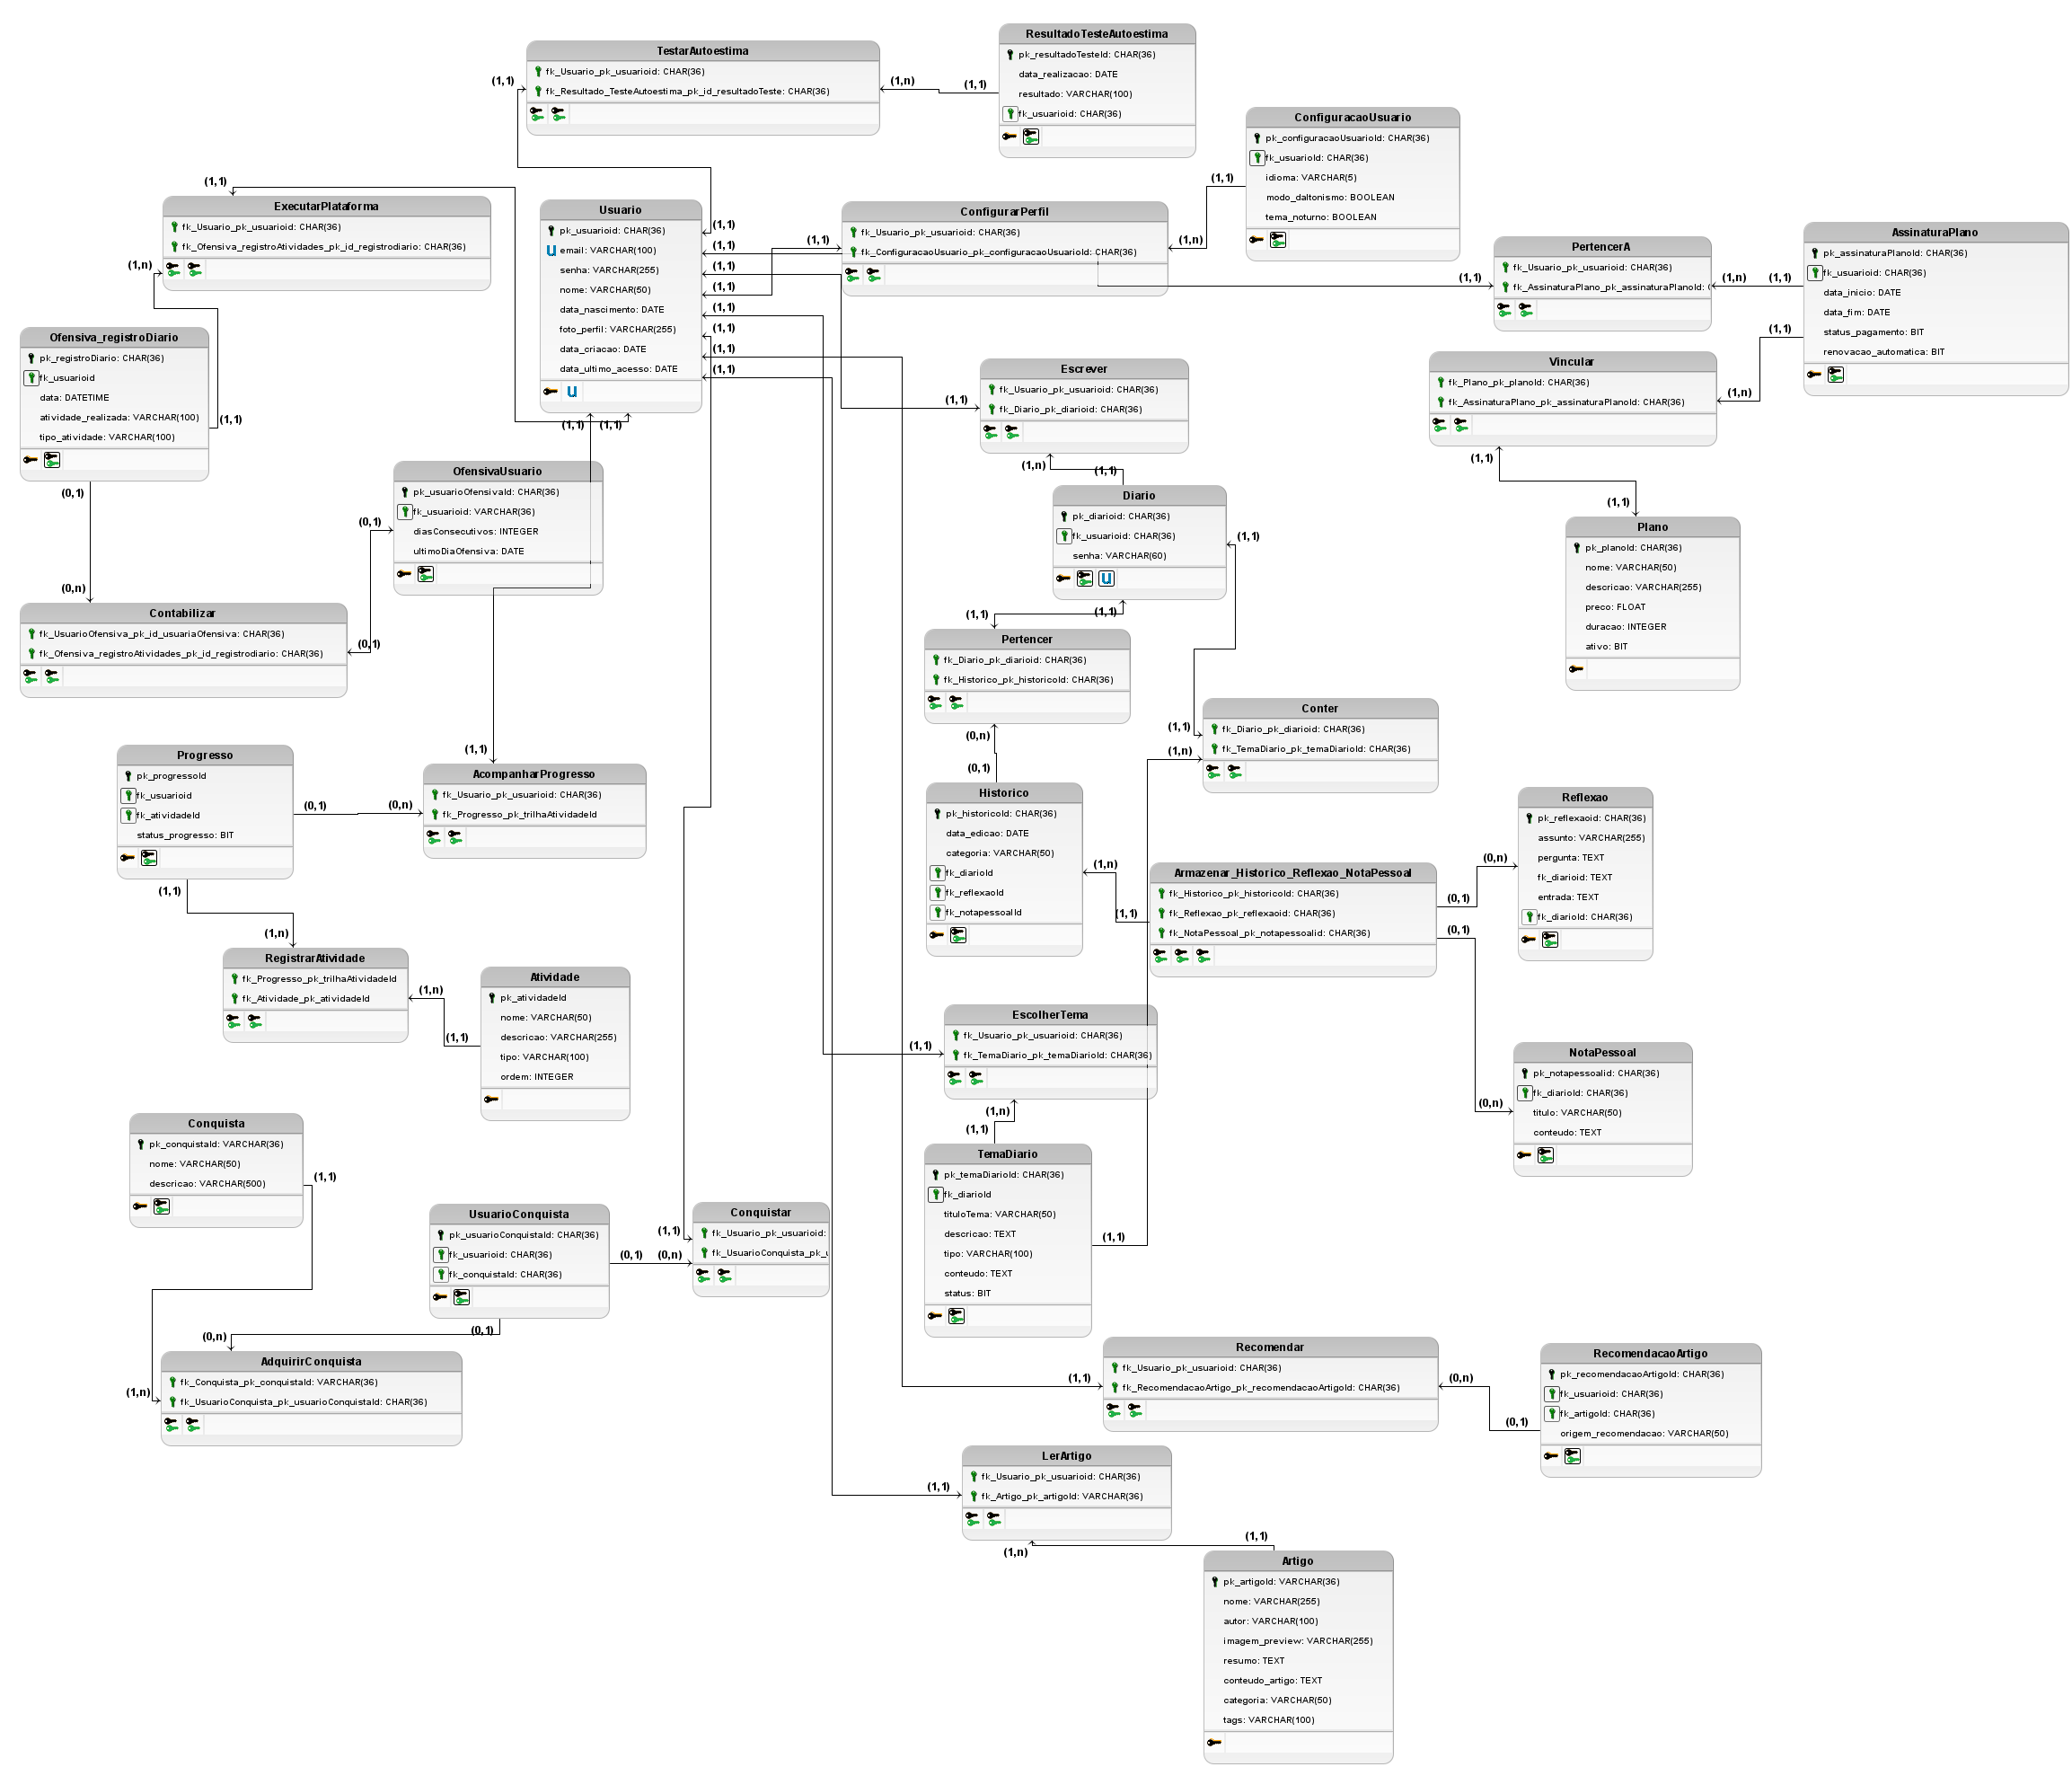 TestarAutoestima
fk_Usuario_pk_usuarioid: CHAR(36)
fk_Resultado_TesteAutoestima_pk_id_resultadoTeste: CHAR(36)
(1,1)
(1,n)
(1,1)
ResultadoTesteAutoestima
pk_resultadoTesteId: CHAR(36)
data_realizacao: DATE
resultado: VARCHAR(100)
fk_usuarioid: CHAR(36)
ConfiguracaoUsuario
pk_configuracaoUsuarioId: CHAR(36)
fk_usuarioId: CHAR(36)
idioma: VARCHAR(5)
modo_daltonismo: BOOLEAN
tema_noturno: BOOLEAN
(1,1)
(1,n)
(1,1)
ExecutarPlataforma
fk_Usuario_pk_usuarioid: CHAR(36)
fk_Ofensiva_registroAtividades_pk_id_registrodiario: CHAR(36)
(1,n)
Usuario
pk_usuarioid: CHAR(36)
u email: VARCHAR(100)
senha: VARCHAR(255)
nome: VARCHAR(50)
data_nascimento: DATE
foto_perfil: VARCHAR(255)
data_criacao: DATE
data_ultimo_acesso: DATE
u
(1,1)
(1,1)
(1,1)
(1,1)
(1,1)
(1,1)
(1,1)
(1,1)
(1,1)
(1,1)
ConfigurarPerfil
fk_Usuario_pk_usuarioid: CHAR(36)
fk_ConfiguracaoUsuario_pk_configuracaoUsuarioId: CHAR(36)
(1,1)
(1,1)
PertencerA
fk_Usuario_pk_usuarioid: CHAR(36)
fk_AssinaturaPlano_pk_assinaturaPlanoId: (
(1,n)
(1,1)
AssinaturaPlano
pk_assinaturaPlanoId: CHAR(36)
fk_usuarioid: CHAR(36)
data_inicio: DATE
data_fim: DATE
status_pagamento: BIT
renovacao_automatica: BIT
(1,1)
(1,n)
Ofensiva_registroDiario
pk_registroDiario: CHAR(36)
fk_usuarioid
data: DATETIME
atividade_realizada: VARCHAR(100)
tipo_atividade: VARCHAR(100)
(1,1)
(0,1)
(0,n)
Vincular
fk_Plano_pk_planoId: CHAR(36)
fk_AssinaturaPlano_pk_assinaturaPlanoId: CHAR(36)
(1,1)
(1,1)
Escrever
fk_Usuario_pk_usuarioid: CHAR(36)
fk_Diario_pk_diarioid: CHAR(36)
(1,1)
(1,n)
(1,1)
OfensivaUsuario
pk_usuarioOfensivaId: CHAR(36)
fk_usuarioid: VARCHAR(36)
diasConsecutivos: INTEGER
ultimoDiaOfensiva: DATE
(0,1)
(0,1)
Diario
pk_diarioid: CHAR(36)
fk_usuarioid: CHAR(36)
senha: VARCHAR(60)
u
(1,1)
(1,1)
(1,1)
Plano
pk_planoId: CHAR(36)
nome: VARCHAR(50)
descricao: VARCHAR(255)
preco: FLOAT
duracao: INTEGER
ativo: BIT
Contabilizar
fk_UsuarioOfensiva_pk_id_usuariaOfensiva: CHAR(36)
fk_Ofensiva_registroAtividades_pk_id_registrodiario: CHAR(36)
Pertencer
fk_Diario_pk_diarioid: CHAR(36)
fk_Historico_pk_historicoId: CHAR(36)
(0,n)
(0,1)
Conter
fk_Diario_pk_diarioid: CHAR(36)
fk_TemaDiario_pk_temaDiarioId: CHAR(36)
(1,1)
(1,n)
Progresso
pk_progressoId
fk_usuarioid
fk_atividadeId
status_progresso: BIT
(0,1)
(0,n)
(1,1)
(1,n)
AcompanharProgresso
fk_Usuario_pk_usuarioid: CHAR(36)
fk_Progresso_pk_trilhaAtividadeId
(1,1)
Historico
pk_historicoId: CHAR(36)
data_edicao: DATE
categoria: VARCHAR(50)
fk_diarioId
fk_reflexaoId
fk_notapessoalId
(1,n)
(1,1)
Armazenar_Historico_Reflexao_NotaPessoal
fk_Historico_pk_historicoId: CHAR(36)
fk_Reflexao_pk_reflexaoid: CHAR(36)
fk_NotaPessoal_pk_notapessoalid: CHAR(36)
(0,1)
(0,n)
(0,1)
(0,n)
Reflexao
pk_reflexaoid: CHAR(36)
assunto: VARCHAR(255)
pergunta: TEXT
fk_diarioid: TEXT
entrada: TEXT
fk_diarioId: CHAR(36)
RegistrarAtividade
fk_Progresso_pk_trilhaAtividadeId
fk_Atividade_pk_atividadeId
(1,n)
(1,1)
Atividade
pk_atividadeId
nome: VARCHAR(50)
descricao: VARCHAR(255)
tipo: VARCHAR(100)
ordem: INTEGER
EscolherTema
fk_Usuario_pk_usuarioid: CHAR(36)
fk_TemaDiario_pk_temaDiarioId: CHAR(36)
(1,1)
(1,n)
(1,1)
NotaPessoal
pk_notapessoalid: CHAR(36)
fk_diarioId: CHAR(36)
titulo: VARCHAR(50)
conteudo: TEXT
Conquista
pk_conquistaId: VARCHAR(36)
nome: VARCHAR(50)
descricao: VARCHAR(500)
(1,1)
TemaDiario
pk_temaDiarioId: CHAR(36)
fk_diarioId
tituloTema: VARCHAR(50)
descricao: TEXT
tipo: VARCHAR(100)
conteudo: TEXT
status: BIT
(1,1)
UsuarioConquista
pk_usuarioConquistaId: CHAR(36)
fk_usuarioid: CHAR(36)
fk_conquistaId: CHAR(36)
(0,1)
(0,n)
(0,1)
(1,1)
Conquistar
fk_Usuario_pk_usuarioid:
fk_UsuarioConquista_pk_u
(0,n)
(1,n)
AdquirirConquista
fk_Conquista_pk_conquistaId: VARCHAR(36)
fk_UsuarioConquista_pk_usuarioConquistaId: CHAR(36)
Recomendar
fk_Usuario_pk_usuarioid: CHAR(36)
fk_RecomendacaoArtigo_pk_recomendacaoArtigoId: CHAR(36)
(1,1)
(0,n)
(0,1)
RecomendacaoArtigo
pk_recomendacaoArtigoId: CHAR(36)
fk_usuarioid: CHAR(36)
fk_artigoId: CHAR(36)
origem_recomendacao: VARCHAR(50)
LerArtigo
fk_Usuario_pk_usuarioid: CHAR(36)
fk_Artigo_pk_artigoId: VARCHAR(36)
(1,1)
(1,n)
(1,1)
Artigo
pk_artigoId: VARCHAR(36)
nome: VARCHAR(255)
autor: VARCHAR(100)
imagem_preview: VARCHAR(255)
resumo: TEXT
conteudo_artigo: TEXT
categoria: VARCHAR(50)
tags: VARCHAR(100)